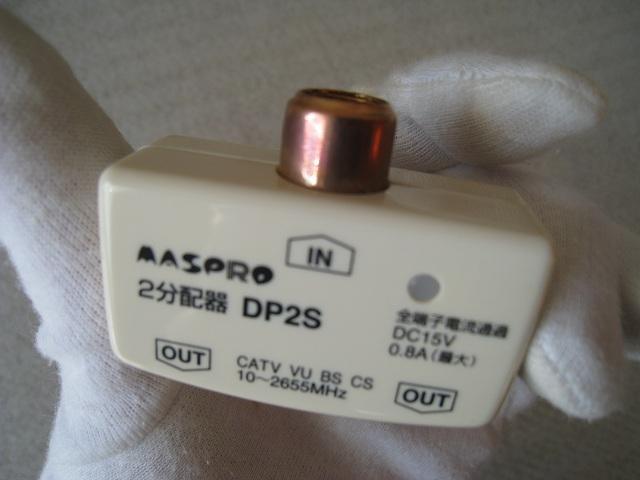 IN
MASPRO
2分配器 DP2S
全端子電流通過
DC15V
0.8A(最大)
OUT
CATV VU BS CS
10~2655MHz
OUT